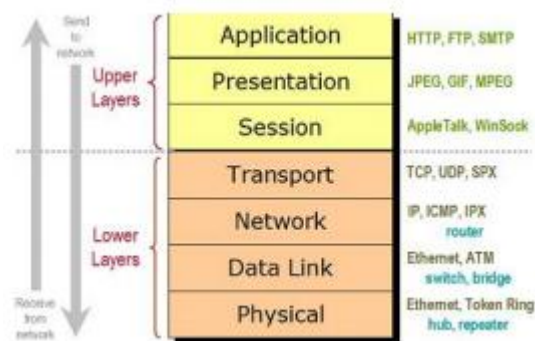 Send
to
network
Upper
Layers
Application
HTTP, FTP, SMTP
Presentation
JPEG, GIF, MPEG
Session
AppleTalk, WinSock
Transport
TCP, UDP, SPX
Network
IP, ICMP, IPX
router
Lower
Layers
Data Link
Ethernet, ATM
switch, bridge
Physical
Ethernet, Token Ring
hub, repeater
Receive
from
network